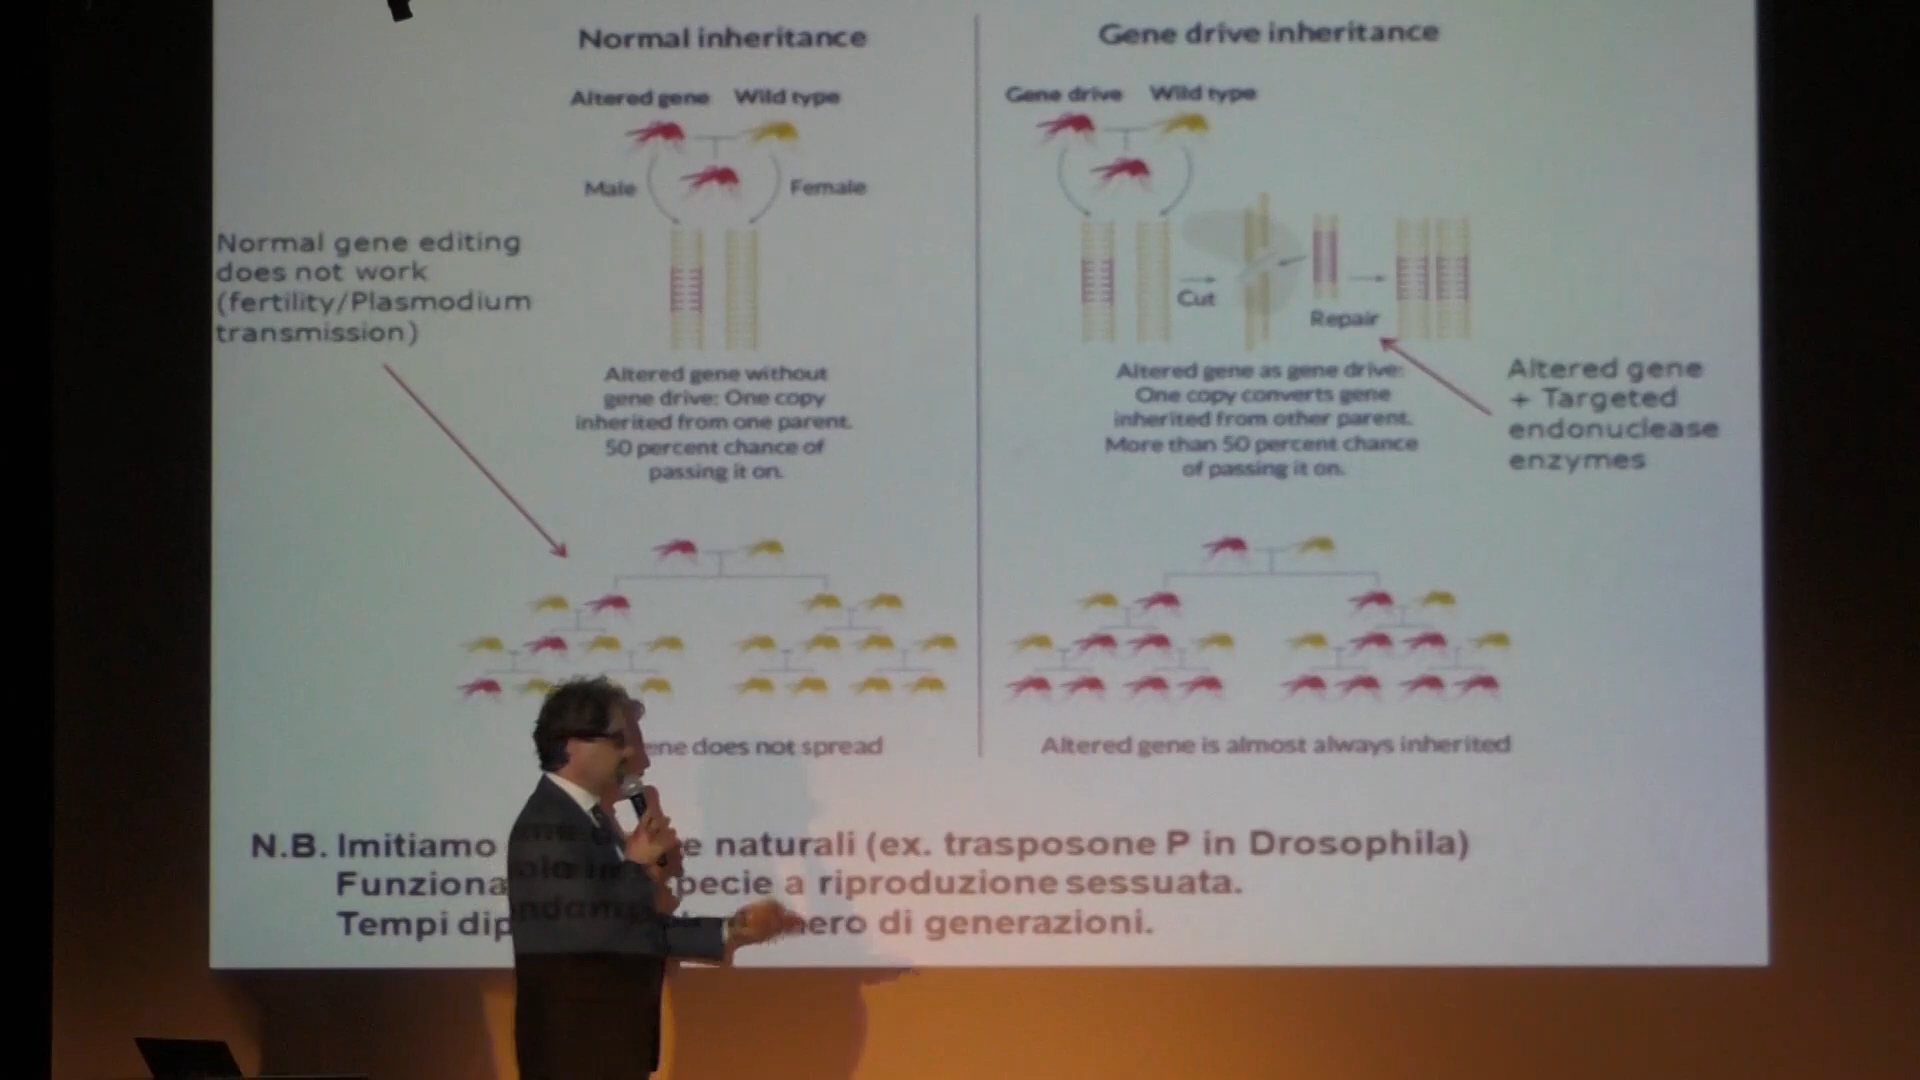 Normal inheritance
Altered gene Wild type
Male Female
Normal gene editing
does not work
(fertility/Plasmodium
transmission)
Altered gene without
gene drive: One copy
inherited from one parent.
50 percent chance of
passing it on.
ene does not spread
Gene drive inheritance
Gene drive Wild type
Cut
Repair
Altered gene as gene drive:
One copy converts gene
inherited from other parent.
More than 50 percent chance
of passing it on.
Altered gene
+ Targeted
endonuclease
enzymes
Altered gene is almost always inherited
N.B. Imitiamo e naturali (ex. trasposone P in Drosophila)
Funziona pecie a riproduzione sessuata.
Tempi dip mero di generazioni.